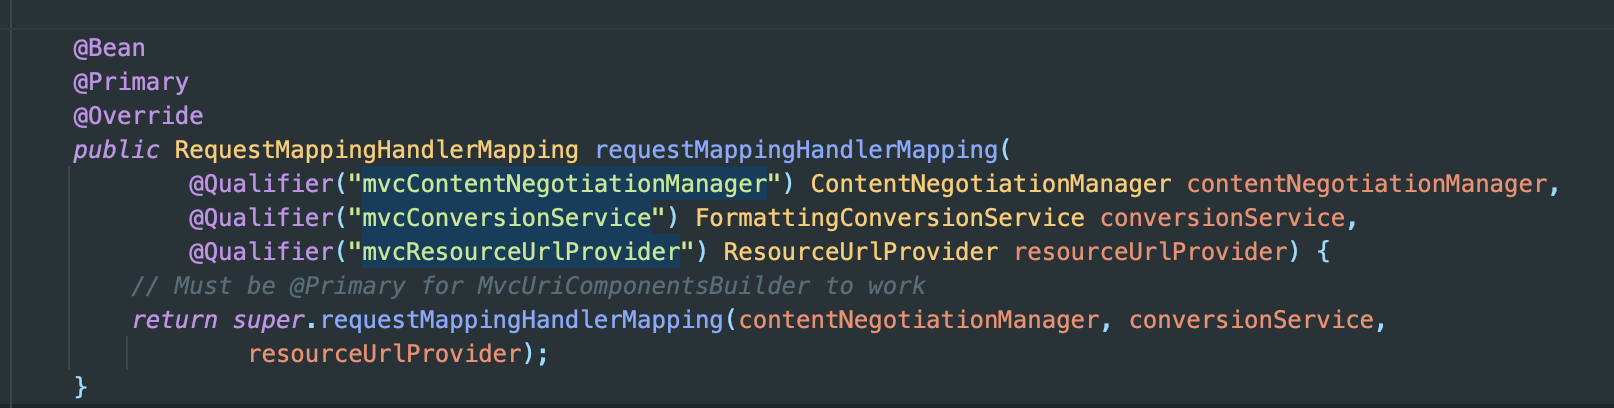 @Bean
@Primary
@Override
public RequestMappingHandlerMapping requestMappingHandlerMapping(
@Qualifier("mvcContentNegotiationManager") ContentNegotiationManager contentNegotiationManager,
@Qualifier("mvcConversionService") FormattingConversionService conversionService,
@Qualifier("mvcResourceUrlProvider") ResourceUrlProvider resourceUrlProvider) {
// Must be @Primary for MvcUriComponentsBuilder to work
return super.requestMappingHandlerMapping(contentNegotiationManager, conversionService,
resourceUrlProvider);
}